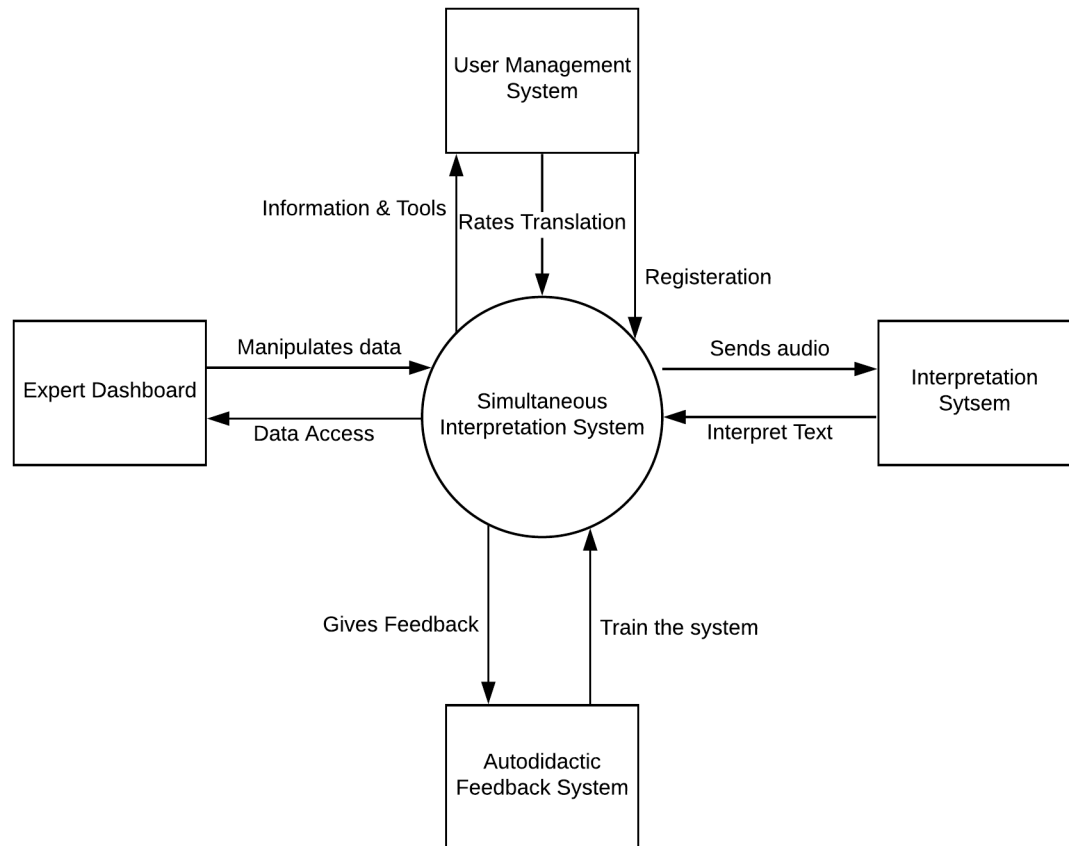 User Management
System
Information & Tools
Rates Translation
Registeration
Manipulates data
Sends audio
Expert Dashboard
Simultaneous
Interpretation System
Interpretation
Sytsem
Data Access
Interpret Text
Gives Feedback
Train the system
Autodidactic
Feedback System